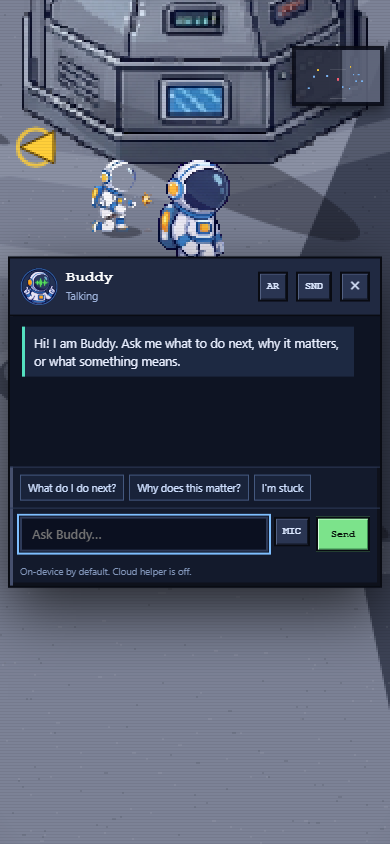 Buddy
AR
SND
✕
Talking
Hi! I am Buddy. Ask me what to do next, why it matters,
or what something means.
What do I do next?
Why does this matter?
I'm stuck
Ask Buddy...
MIC
Send
On-device by default. Cloud helper is off.